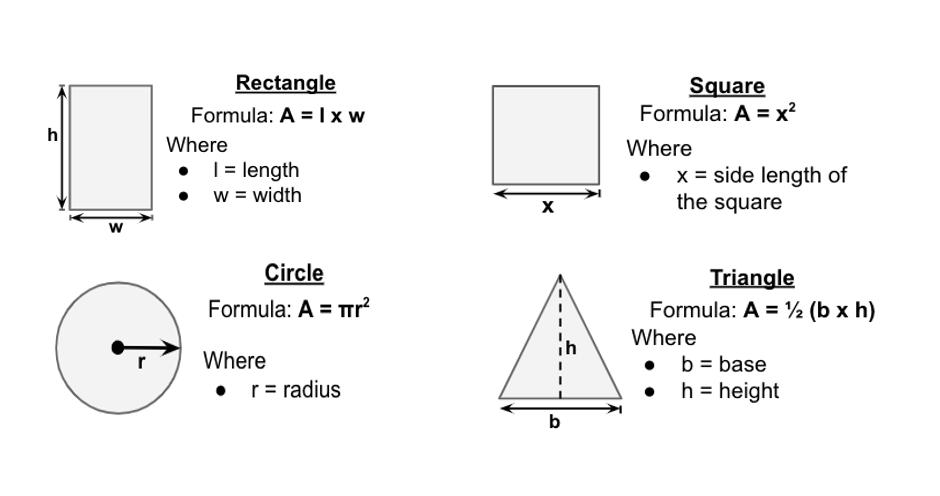 Rectangle
Formula: A = l x w
Where
● l = length
● w = width
h
w
Square
Formula: A = x²
Where
● x = side length of
the square
x
Circle
Formula: A = πr²
Where
● r = radius
r
Triangle
Formula: A = ½ (b x h)
Where
● b = base
● h = height
h
b